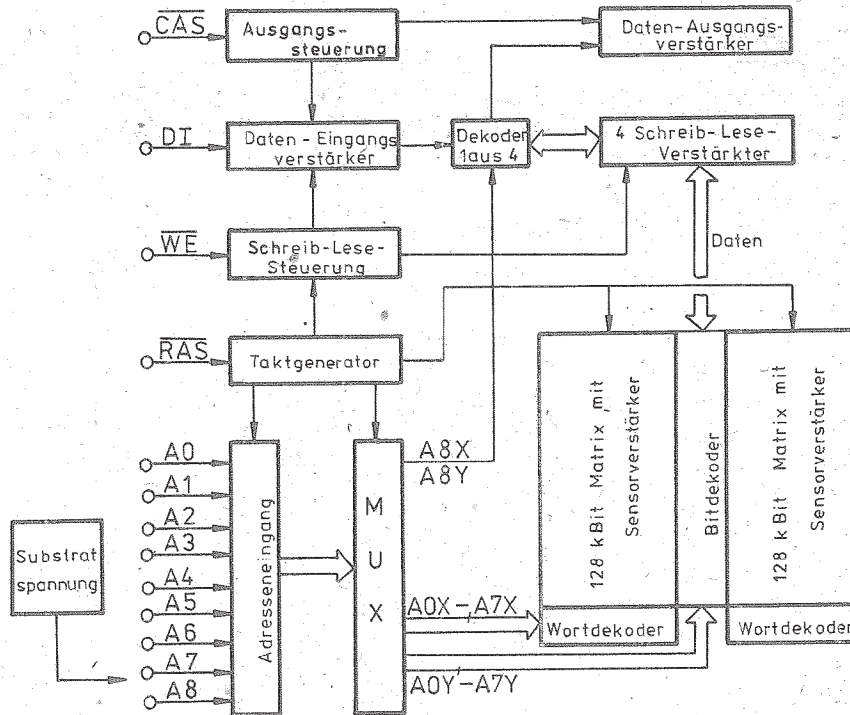 CAS
Ausgangs-
steuerung
Daten-Ausgangs-
verstärker
DI
Daten-Eingangs
verstärker
Dekoder
1aus 4
4 Schreib-Lese-
Verstärkter
WE
Schreib-Lese-
Steuerung
Daten
RAS
Taktgenerator
A0
A1
A2
A3
A4
A5
A6
A7
A8
Substrat
spannung
Adresseneingang
MUX
A8X
A8Y
A0X-A7X
A0Y-A7Y
128 kBit Matrix mit
Sensorverstärker
Bitdekoder
128 kBit Matrix mit
Sensorverstärker
Wortdekoder
Wortdekoder